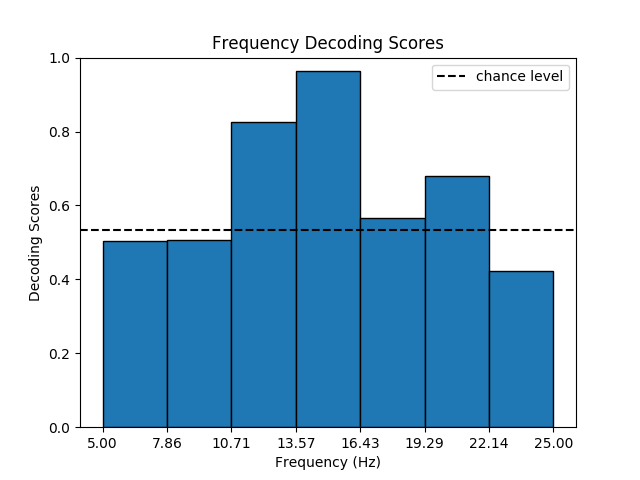 Frequency Decoding Scores
chance level
Decoding Scores
1.0
0.8
0.6
0.4
0.2
0.0
5.00 7.86 10.71 13.57 16.43 19.29 22.14 25.00
Frequency (Hz)